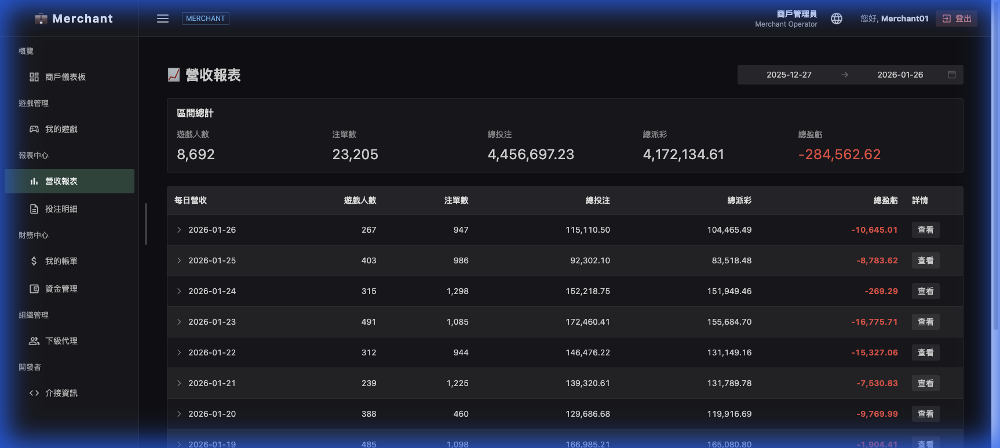 Merchant
MERCHANT
商戶管理員
Merchant Operator
您好, Merchant01
登出
概覽
商戶儀表板
遊戲管理
我的遊戲
報表中心
營收報表
投注明細
財務中心
我的帳單
資金管理
組織管理
下級代理
開發者
介接資訊
營收報表
2025-12-27 → 2026-01-26
區間總計
遊戲人數 注單數 總投注 總派彩 總盈虧
8,692 23,205 4,456,697.23 4,172,134.61 -284,562.62
每日營收 遊戲人數 注單數 總投注 總派彩 總盈虧 詳情
2026-01-26 267 947 115,110.50 104,465.49 -10,645.01 查看
2026-01-25 403 986 92,302.10 83,518.48 -8,783.62 查看
2026-01-24 315 1,298 152,218.75 151,949.46 -269.29 查看
2026-01-23 491 1,085 172,460.41 155,684.70 -16,775.71 查看
2026-01-22 312 944 146,476.22 131,149.16 -15,327.06 查看
2026-01-21 239 1,225 139,320.61 131,789.78 -7,530.83 查看
2026-01-20 388 460 129,686.68 119,916.69 -9,769.99 查看
2026-01-19 485 1,098 166,985.21 165,080.80 -1,904.41 查看